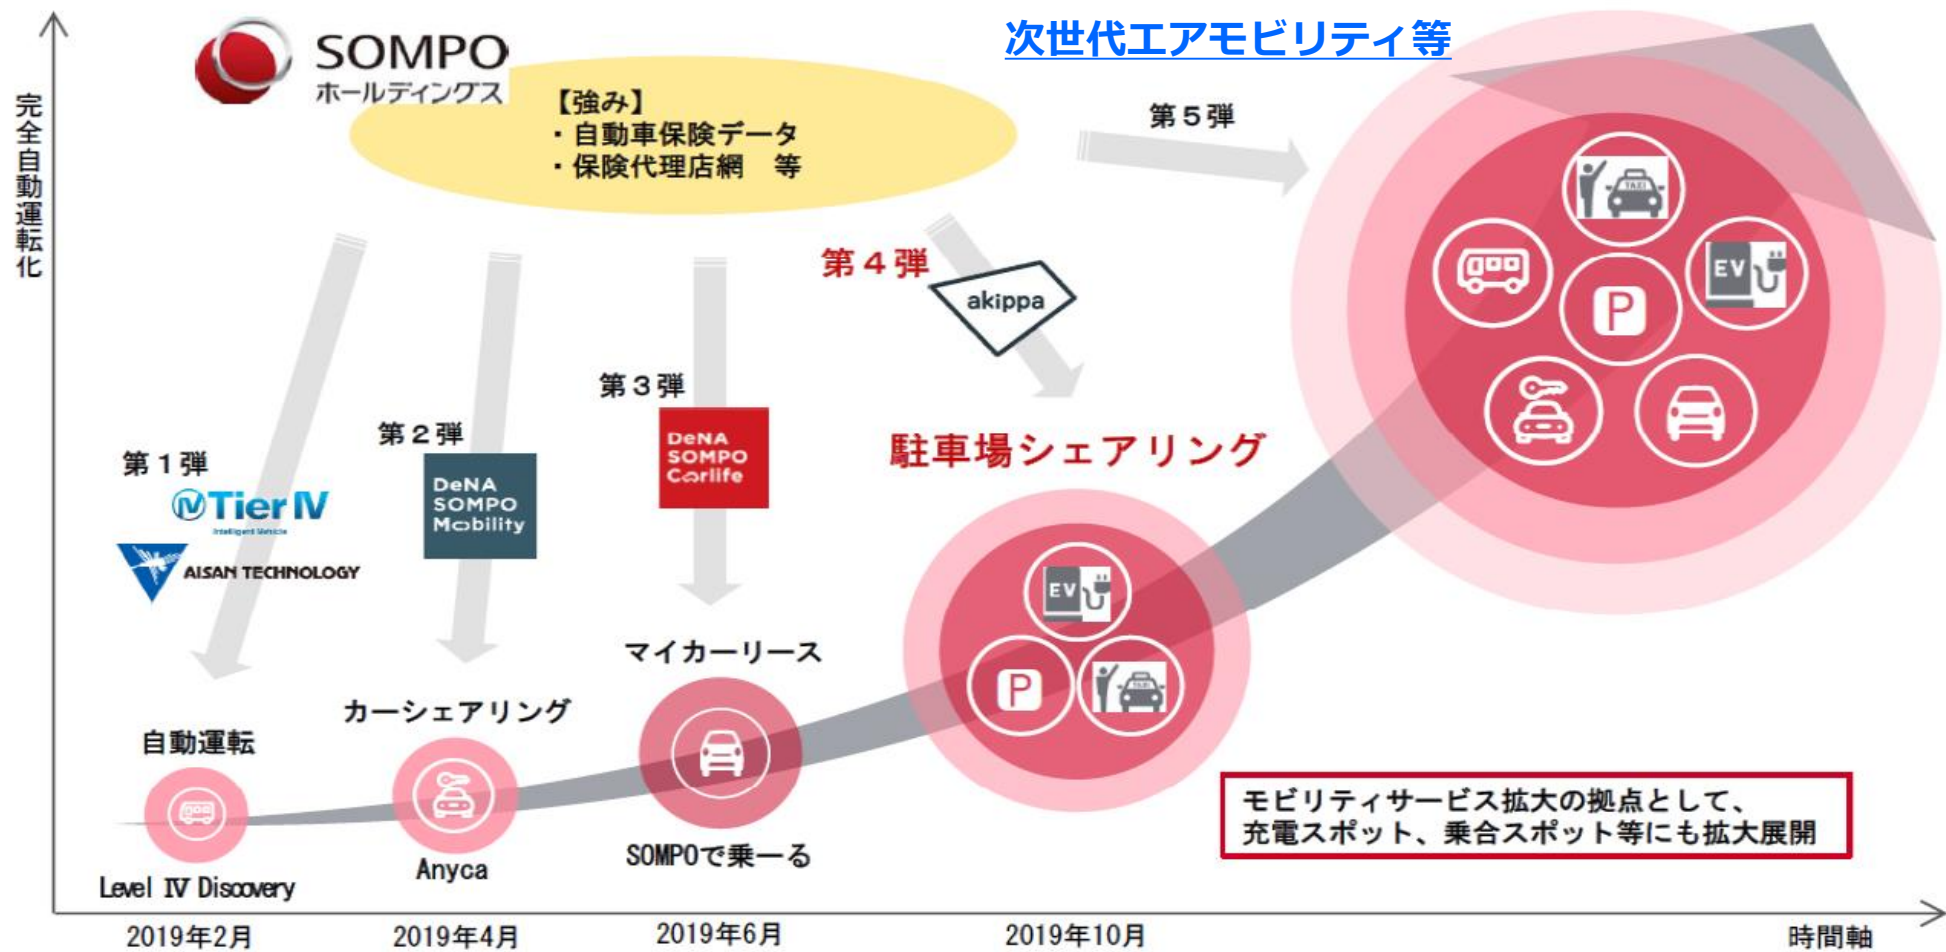 完全自動運転化
SOMPO
ホールディングス
【強み】
・自動車保険データ
・保険代理店網　等
次世代エアモビリティ等
第５弾
第４弾
akippa
第３弾
DeNA
SOMPO
Carlife
第２弾
DeNA
SOMPO
Mobility
第１弾
Tier IV
Intelligent Vehicle
AISAN TECHNOLOGY
駐車場シェアリング
マイカーリース
カーシェアリング
自動運転
TAXI
EV
P
EV
P
TAXI
SOMPOで乗ーる
Anyca
Level Ⅳ Discovery
モビリティサービス拡大の拠点として、
充電スポット、乗合スポット等にも拡大展開
2019年2月
2019年4月
2019年6月
2019年10月
時間軸